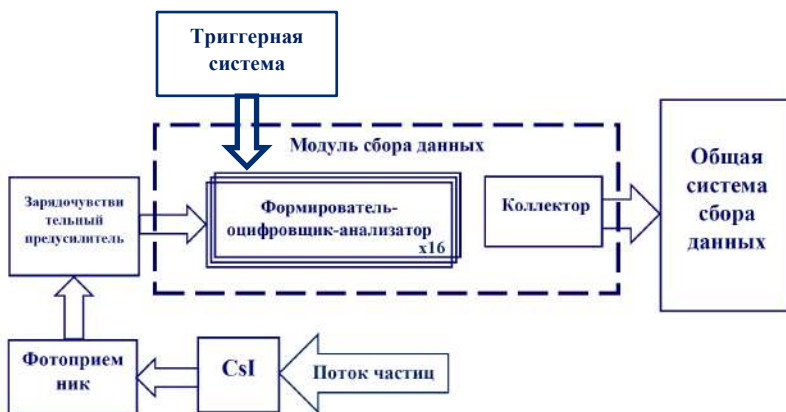 Триггерная
система
Модуль сбора данных
Зарядочувстви
тельный
предусилитель
Формирователь-
оцифровщик-анализатор
x16
Коллектор
Общая
система
сбора
данных
Фотоприем
ник
CsI
Поток частиц